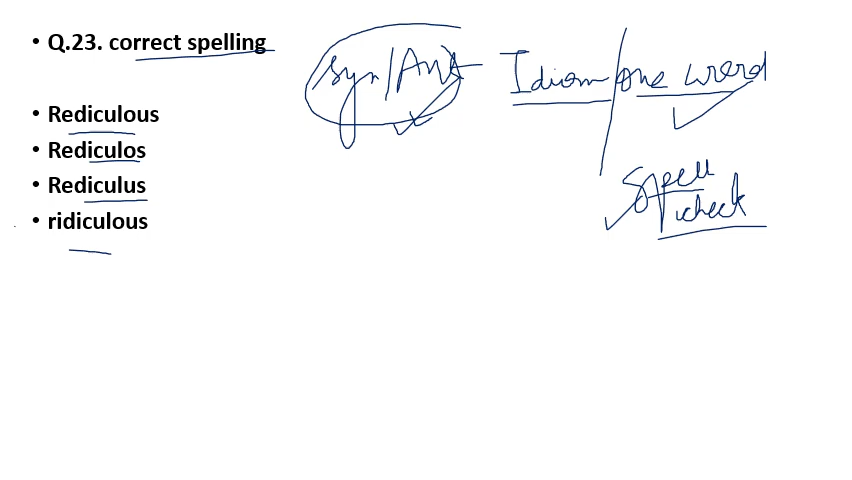 • Q.23. correct spelling
• Rediculous
• Rediculos
• Rediculus
• ridiculous
Syn/Ant
Idiom/one word
Spell
check